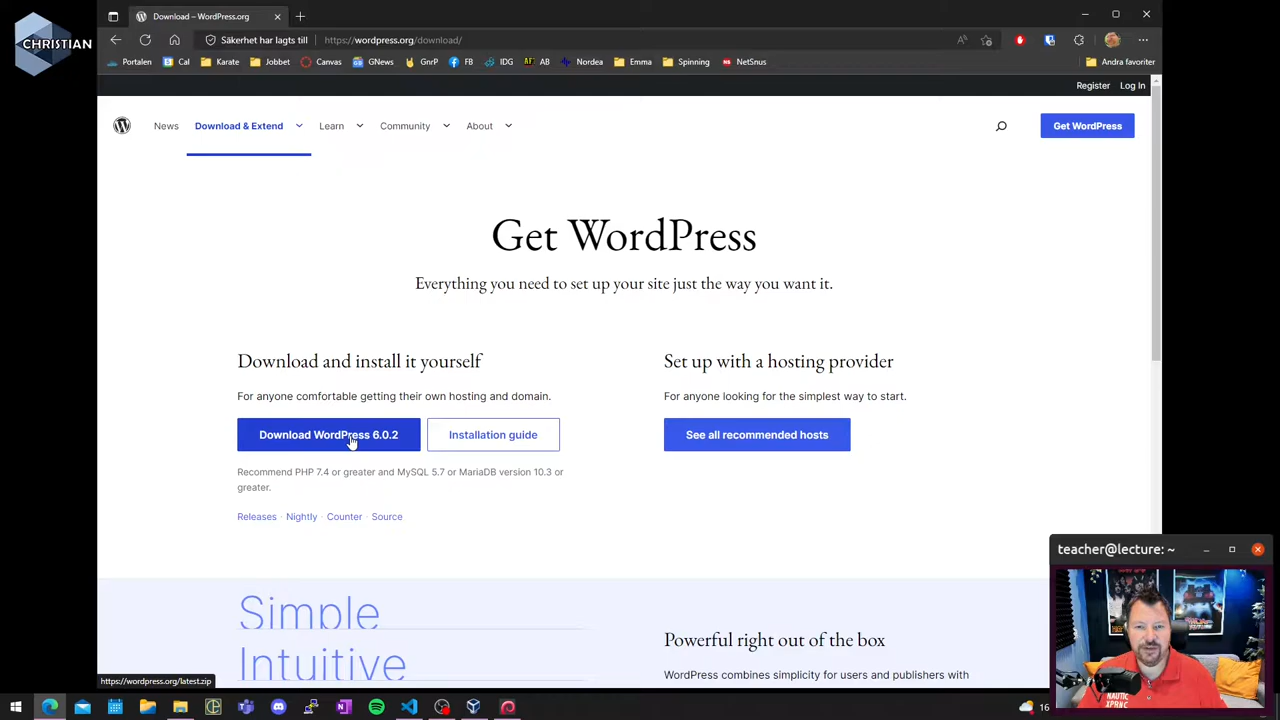 CHRISTIAN
Download – WordPress.org
Säkerhet har lagts till
https://wordpress.org/download/
Portalen
Cal
Karate
Jobbet
Canvas
GNews
GnrP
FB
IDG
AB
Nordea
Emma
Spinning
NetSnus
Andra favoriter
Register
Log In
News
Download & Extend
Learn
Community
About
Get WordPress
Get WordPress
Everything you need to set up your site just the way you want it.
Download and install it yourself
For anyone comfortable getting their own hosting and domain.
Download WordPress 6.0.2
Installation guide
Recommend PHP 7.4 or greater and MySQL 5.7 or MariaDB version 10.3 or
greater.
Releases · Nightly · Counter · Source
Set up with a hosting provider
For anyone looking for the simplest way to start.
See all recommended hosts
Simple
Intuitive
Powerful right out of the box
WordPress combines simplicity for users and publishers with
https://wordpress.org/latest.zip
teacher@lecture: ~
NAUTIC
XPRNC
16